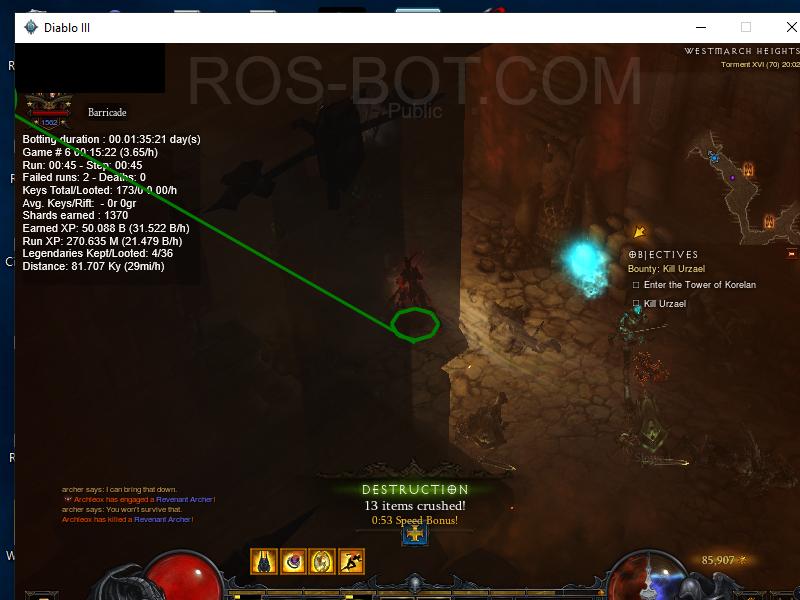 Diablo III
WESTMARCH HEIGHTS
Torment XVI (70) 20:02
ROS-BOT.COM
Public
1562
Barricade
Botting duration : 00.01:35:21 day(s)
Game # 6 00:15:22 (3.65/h)
Run: 00:45 - Step: 00:45
Failed runs: 2 - Deaths: 0
Keys Total/Looted: 173/0 0.00/h
Avg. Keys/Rift: - 0r 0gr
Shards earned : 1370
Earned XP: 50.088 B (31.522 B/h)
Run XP: 270.635 M (21.479 B/h)
Legendaries Kept/Looted: 4/36
Distance: 81.707 Ky (29mi/h)
OBJECTIVES
Bounty: Kill Urzael
Enter the Tower of Korelan
Kill Urzael
archer says: I can bring that down.
Archleox has engaged a Revenant Archer!
archer says: You won't survive that.
Archleox has killed a Revenant Archer!
DESTRUCTION
13 items crushed!
0:53 Speed Bonus!
85,907